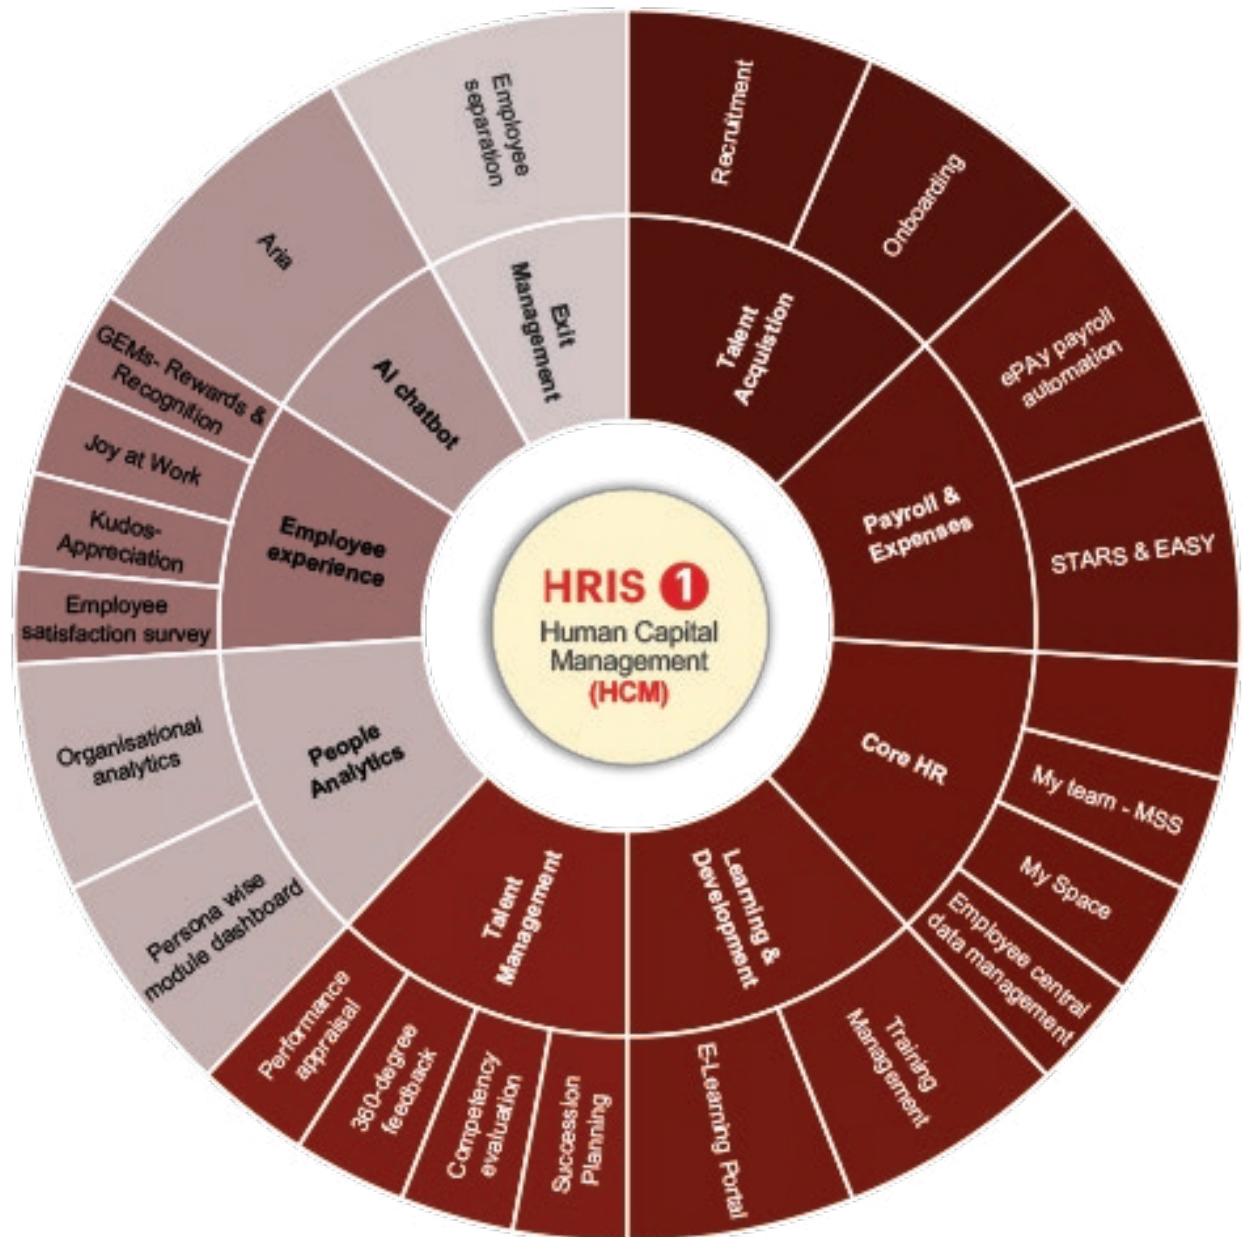 HRIS 1
Human Capital
Management
(HCM)
Talent
Acquistion
Recruitment
Onboarding
Payroll &
Expenses
ePAy payroll
automation
STARS & EASY
Core HR
My team - MSS
My Space
Employee central
data management
Learning &
Development
Training
Management
E-Learning Portal
Talent
Management
Succession
Planning
Competency
evaluation
360-degree
feedback
Performance
appraisal
People
Analytics
Persona wise
module dashboard
Organisational
analytics
Employee
experience
Employee
satisfaction survey
Kudos-
Appreciation
Joy at Work
GEMs- Rewards &
Recognition
AI chatbot
Aria
Exit
Management
Employee
separation